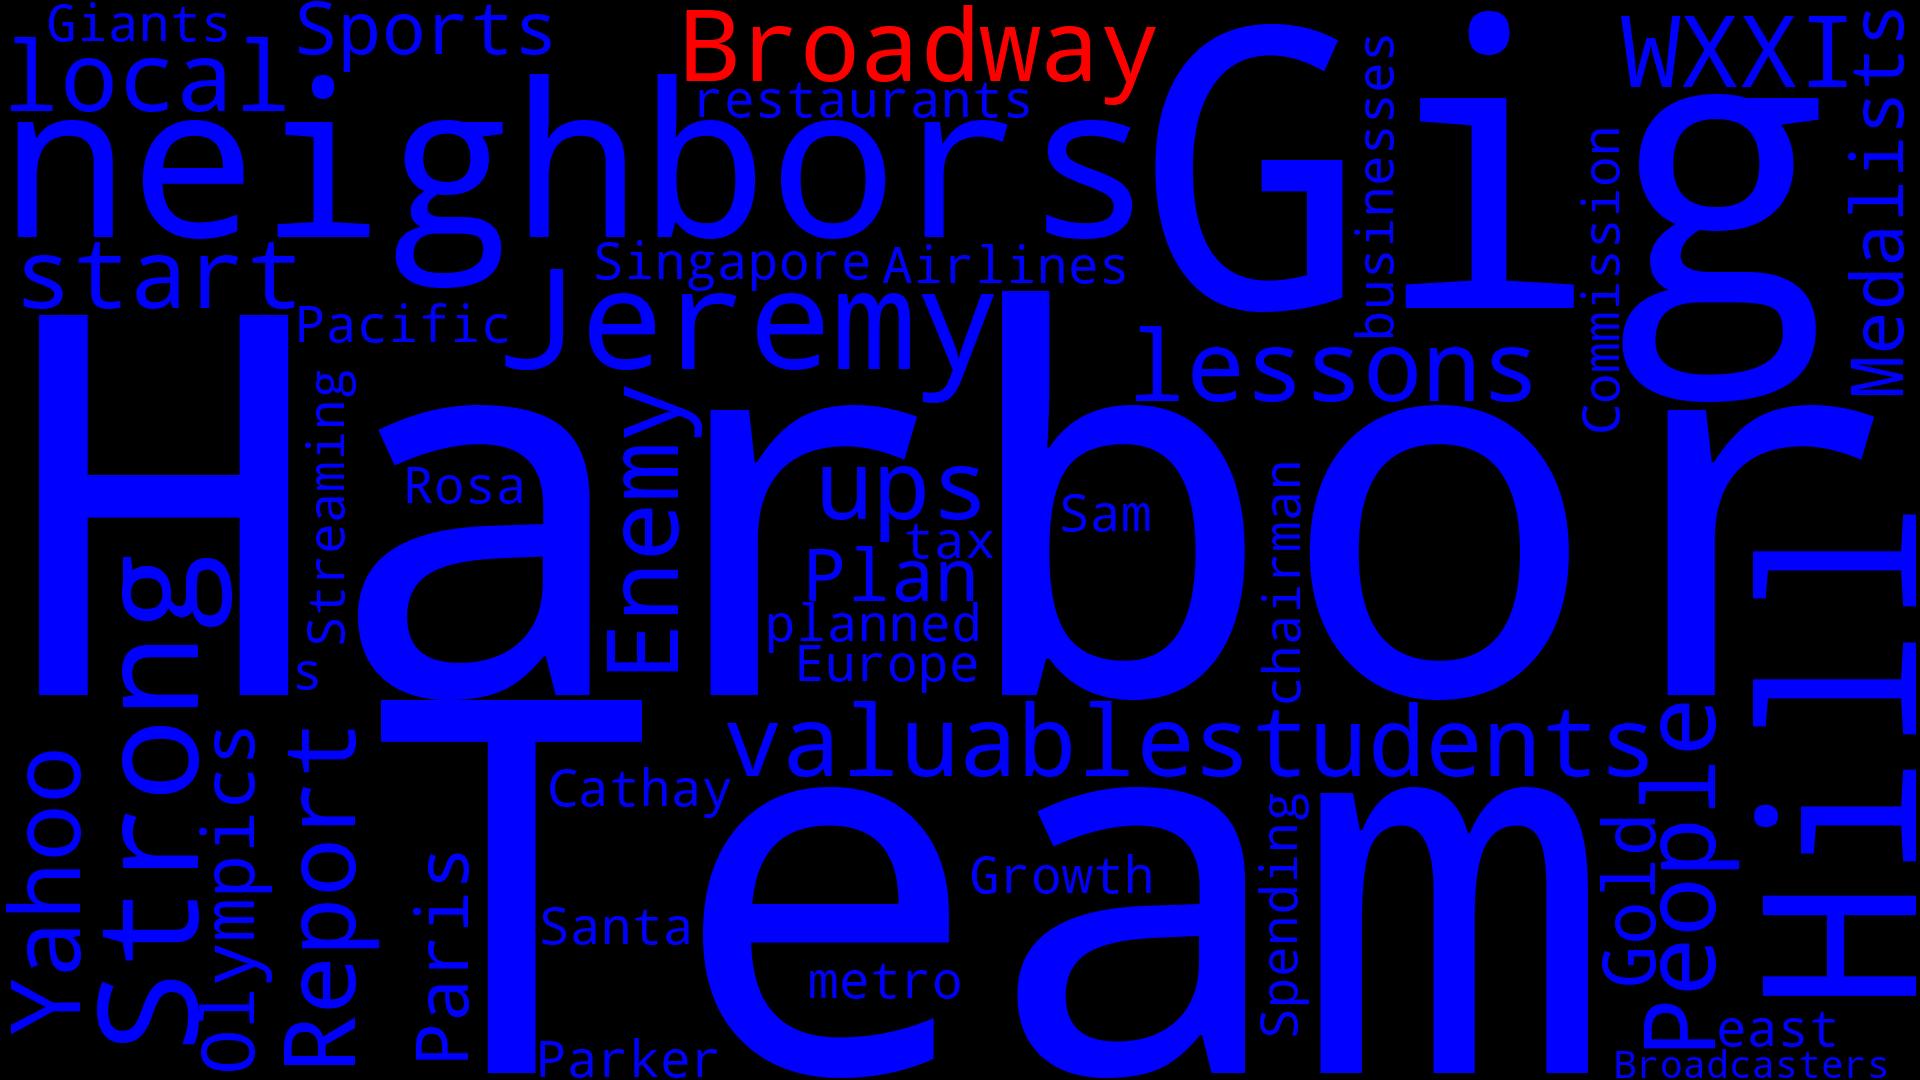 Giants
Sports
Broadway
WXXI
local
restaurants
Gig
neighbors
businesses
Medalists
Commission
start
Singapore
Airlines
Pacific
Jeremy
lessons
Harbor
Streaming
Rosa
Enemy
ups
Sam
tax
Plan
planned
Europe
chairman
Hill
Strong
s
valuable
students
People
Team
Yahoo
Olympics
Report
Cathay
Paris
Growth
Spending
Gold
Santa
metro
Parker
east
Broadcasters